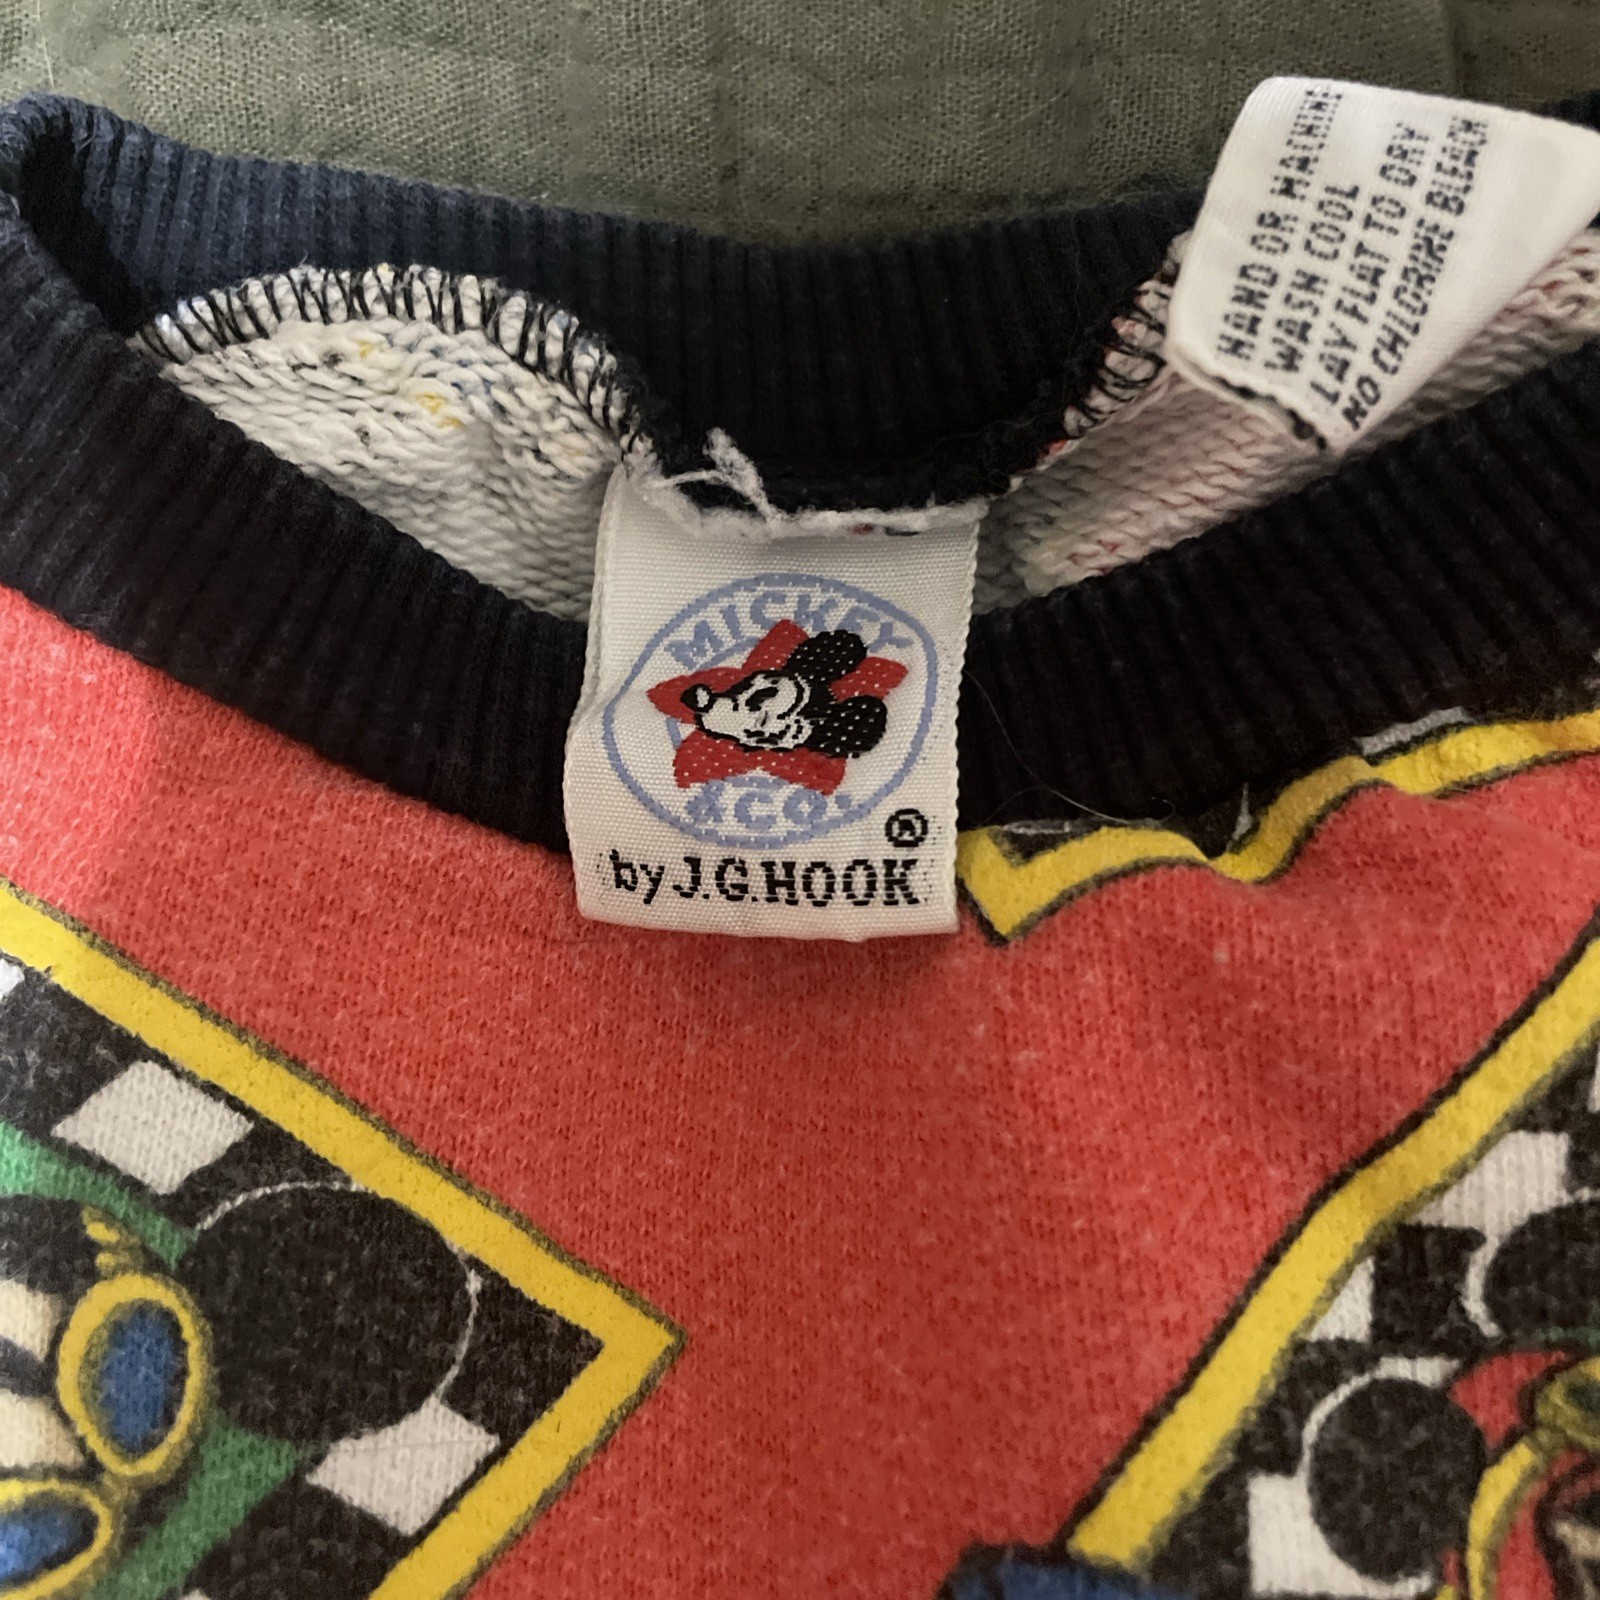 MICKEY
& CO.
®
by J.G. HOOK
HAND OR MACHINE
WASH COOL
LAY FLAT TO DRY
NO CHLORINE BLEACH